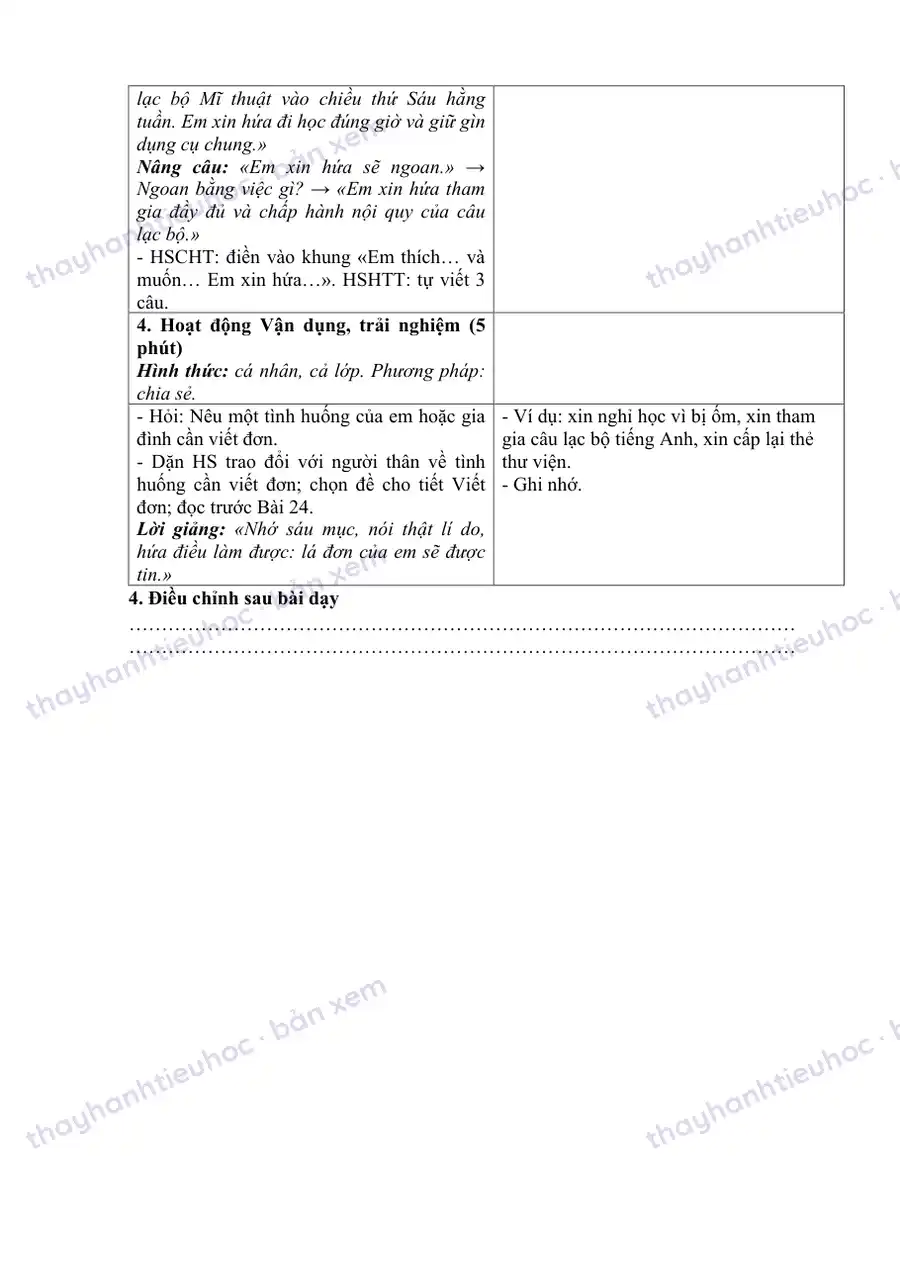 lạc bộ Mĩ thuật vào chiều thứ Sáu hằng
tuần. Em xin hứa đi học đúng giờ và giữ gìn
dụng cụ chung.»
Nâng câu: «Em xin hứa sẽ ngoan.» →
Ngoan bằng việc gì? → «Em xin hứa tham
gia đầy đủ và chấp hành nội quy của câu
lạc bộ.»
- HSCHT: điền vào khung «Em thích… và
muốn… Em xin hứa…». HSHTT: tự viết 3
câu.
4. Hoạt động Vận dụng, trải nghiệm (5
phút)
Hình thức: cá nhân, cả lớp. Phương pháp:
chia sẻ.
- Hỏi: Nêu một tình huống của em hoặc gia
đình cần viết đơn.
- Dặn HS trao đổi với người thân về tình
huống cần viết đơn; chọn đề cho tiết Viết
đơn; đọc trước Bài 24.
Lời giảng: «Nhớ sáu mục, nói thật lí do,
hứa điều làm được: lá đơn của em sẽ được
tin.»
- Ví dụ: xin nghỉ học vì bị ốm, xin tham
gia câu lạc bộ tiếng Anh, xin cấp lại thẻ
thư viện.
- Ghi nhớ.
4. Điều chỉnh sau bài dạy
……………………………………………………………………………………
……………………………………………………………………………………
thayhanhtieuhoc · bản xem
thayhanhtieuhoc · b
thayhanhtieuhoc · bản xem
thayhanhtieuhoc · b
thayhanhtieuhoc · bản xem
thayhanhtieuhoc · b